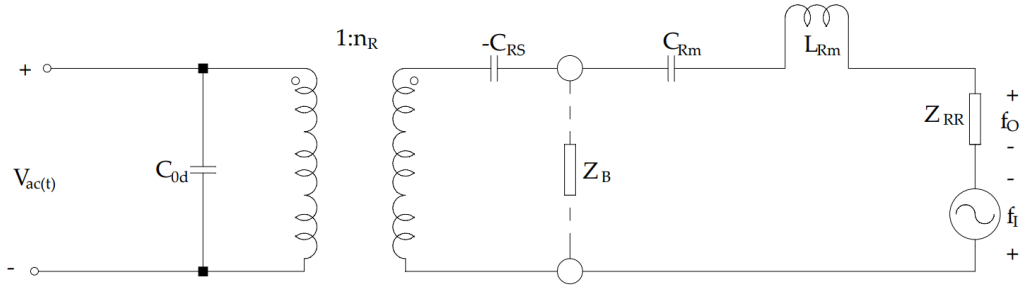 1:nR
-CRS
CRm
LRm
+
C0d
Vac(t)
-
ZB
ZRR
+
fO
-
-
fI
+